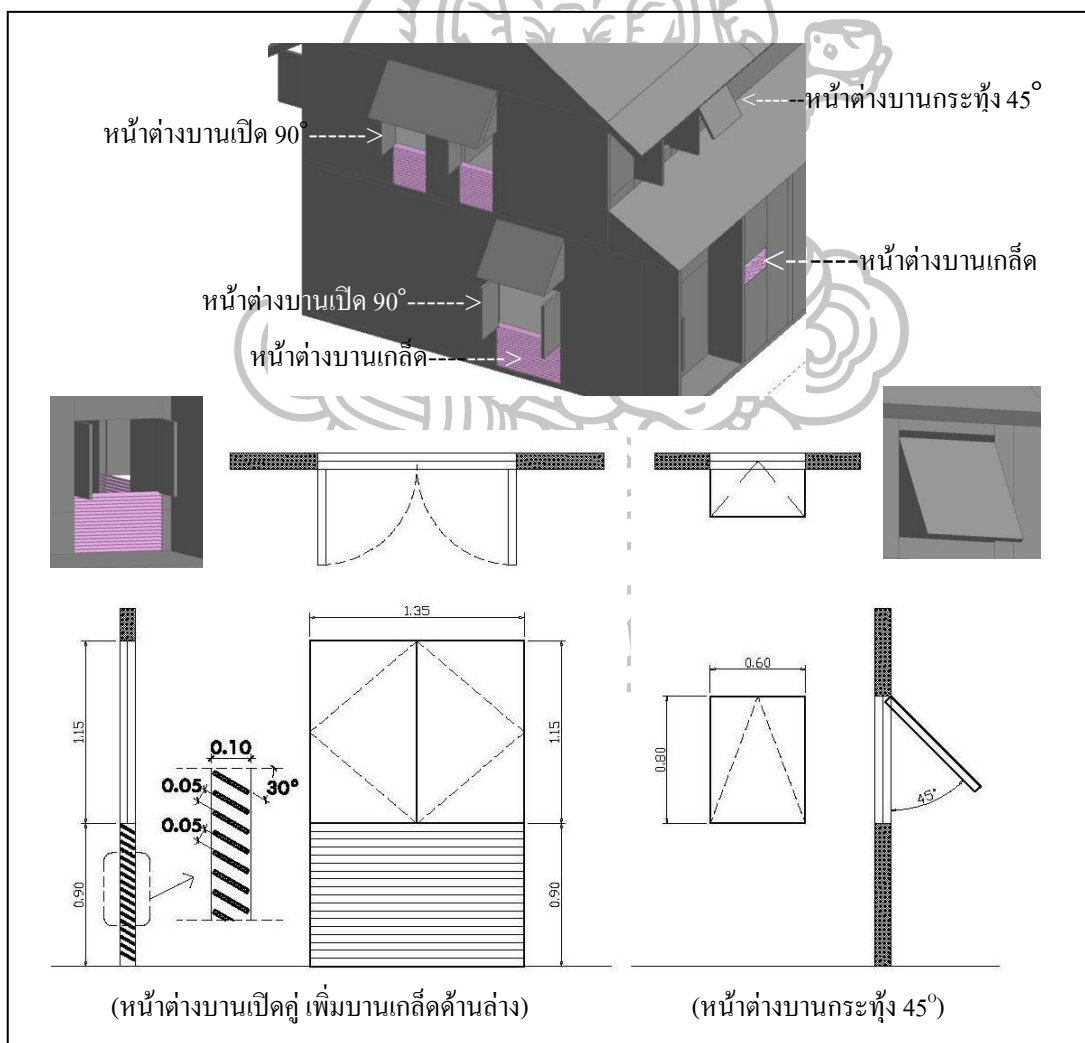 หน้าต่างบานกระทุ้ง 45°
หน้าต่างบานเปิด 90°
หน้าต่างบานเกล็ด
หน้าต่างบานเปิด 90°
หน้าต่างบานเกล็ด
1.35
1.15
1.15
0.10
0.05
30°
0.05
0.90
0.90
0.60
0.80
45°
(หน้าต่างบานเปิดคู่ เพิ่มบานเกล็ดด้านล่าง)
(หน้าต่างบานกระทุ้ง 45°)